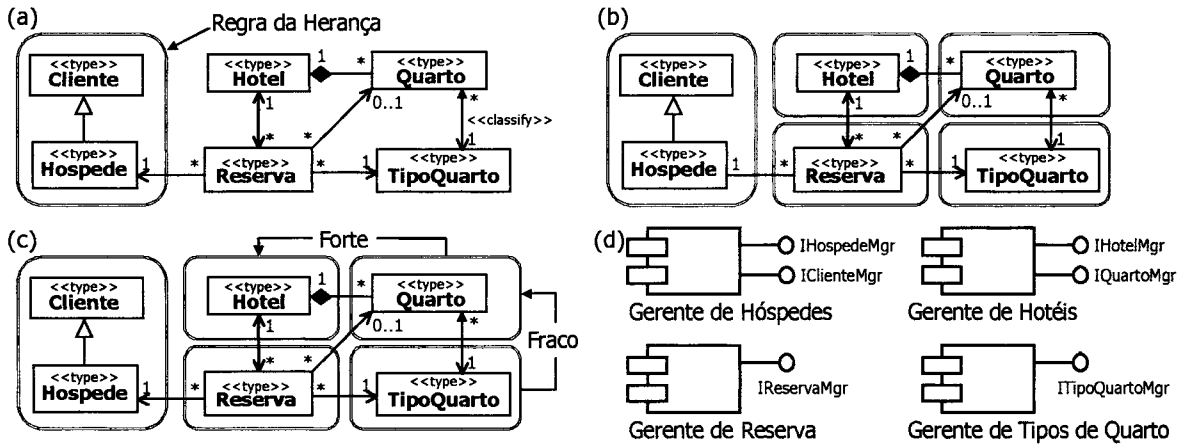 (a)
Regra da Herança
<<type>>
Cliente
<<type>>
Hospede
<<type>>
Hotel
1
*
<<type>>
Quarto
1
*
*
0..1
*
<<classify>>
1
1
*
<<type>>
Reserva
*
1
<<type>>
TipoQuarto
(b)
<<type>>
Cliente
<<type>>
Hospede
<<type>>
Hotel
1
*
<<type>>
Quarto
1
*
*
0..1
*
1
1
*
<<type>>
Reserva
*
1
<<type>>
TipoQuarto
(c)
Forte
<<type>>
Cliente
<<type>>
Hospede
<<type>>
Hotel
1
*
<<type>>
Quarto
1
*
*
0..1
*
1
Fraco
1
*
<<type>>
Reserva
*
1
<<type>>
TipoQuarto
(d)
IHospedeMgr
IClienteMgr
Gerente de Hóspedes
IHotelMgr
IQuartoMgr
Gerente de Hotéis
IReservaMgr
Gerente de Reserva
ITipoQuartoMgr
Gerente de Tipos de Quarto